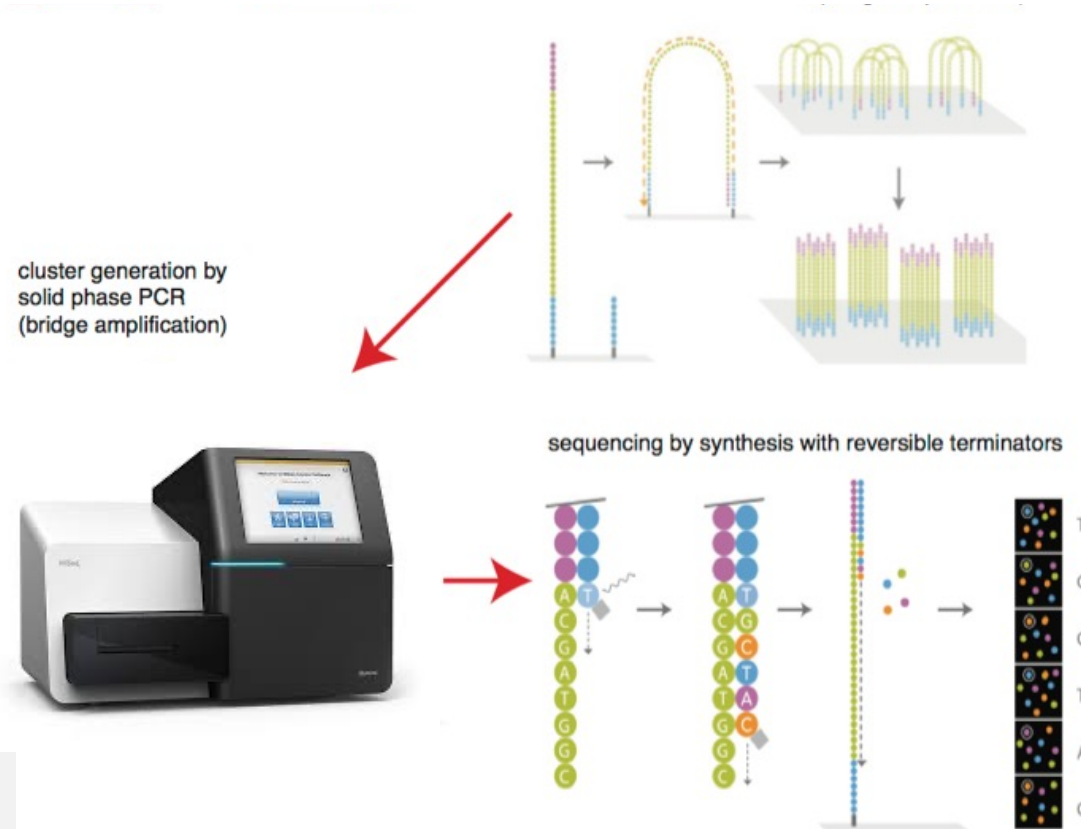 cluster generation by
solid phase PCR
(bridge amplification)
sequencing by synthesis with reversible terminators
A T
C
G
A
T
G
G
C
A T
C G
G C
A T
T A
G C
G
C
T
A